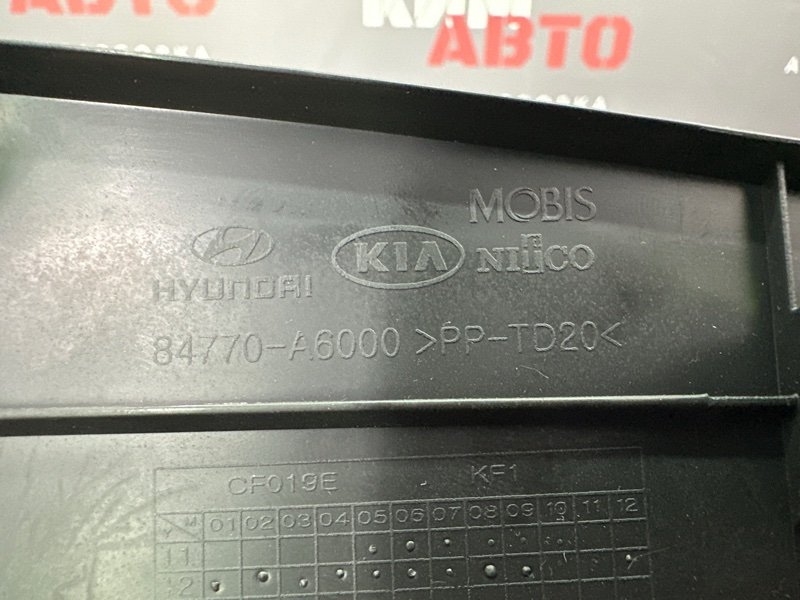 АВТО
MOBIS
HYUNDAI KIA NIFCO
84770-A6000 >PP-TD20<
CF019E KF1
Y M 01 02 03 04 05 06 07 08 09 10 11 12
11
12